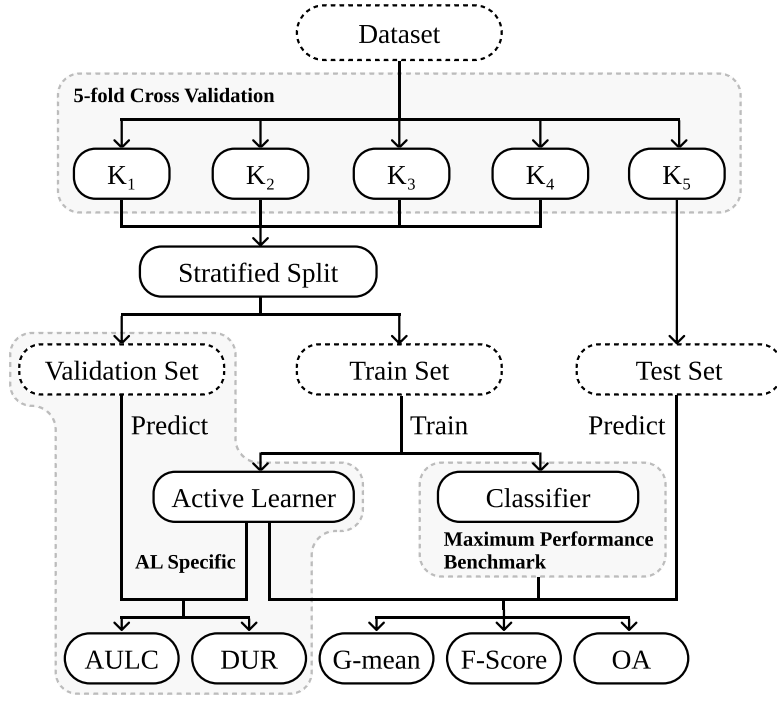 Dataset
5-fold Cross Validation
K₁ K₂ K₃ K₄ K₅
Stratified Split
Validation Set Train Set Test Set
Predict Train Predict
Active Learner Classifier
Maximum Performance
Benchmark
AL Specific
AULC DUR G-mean F-Score OA